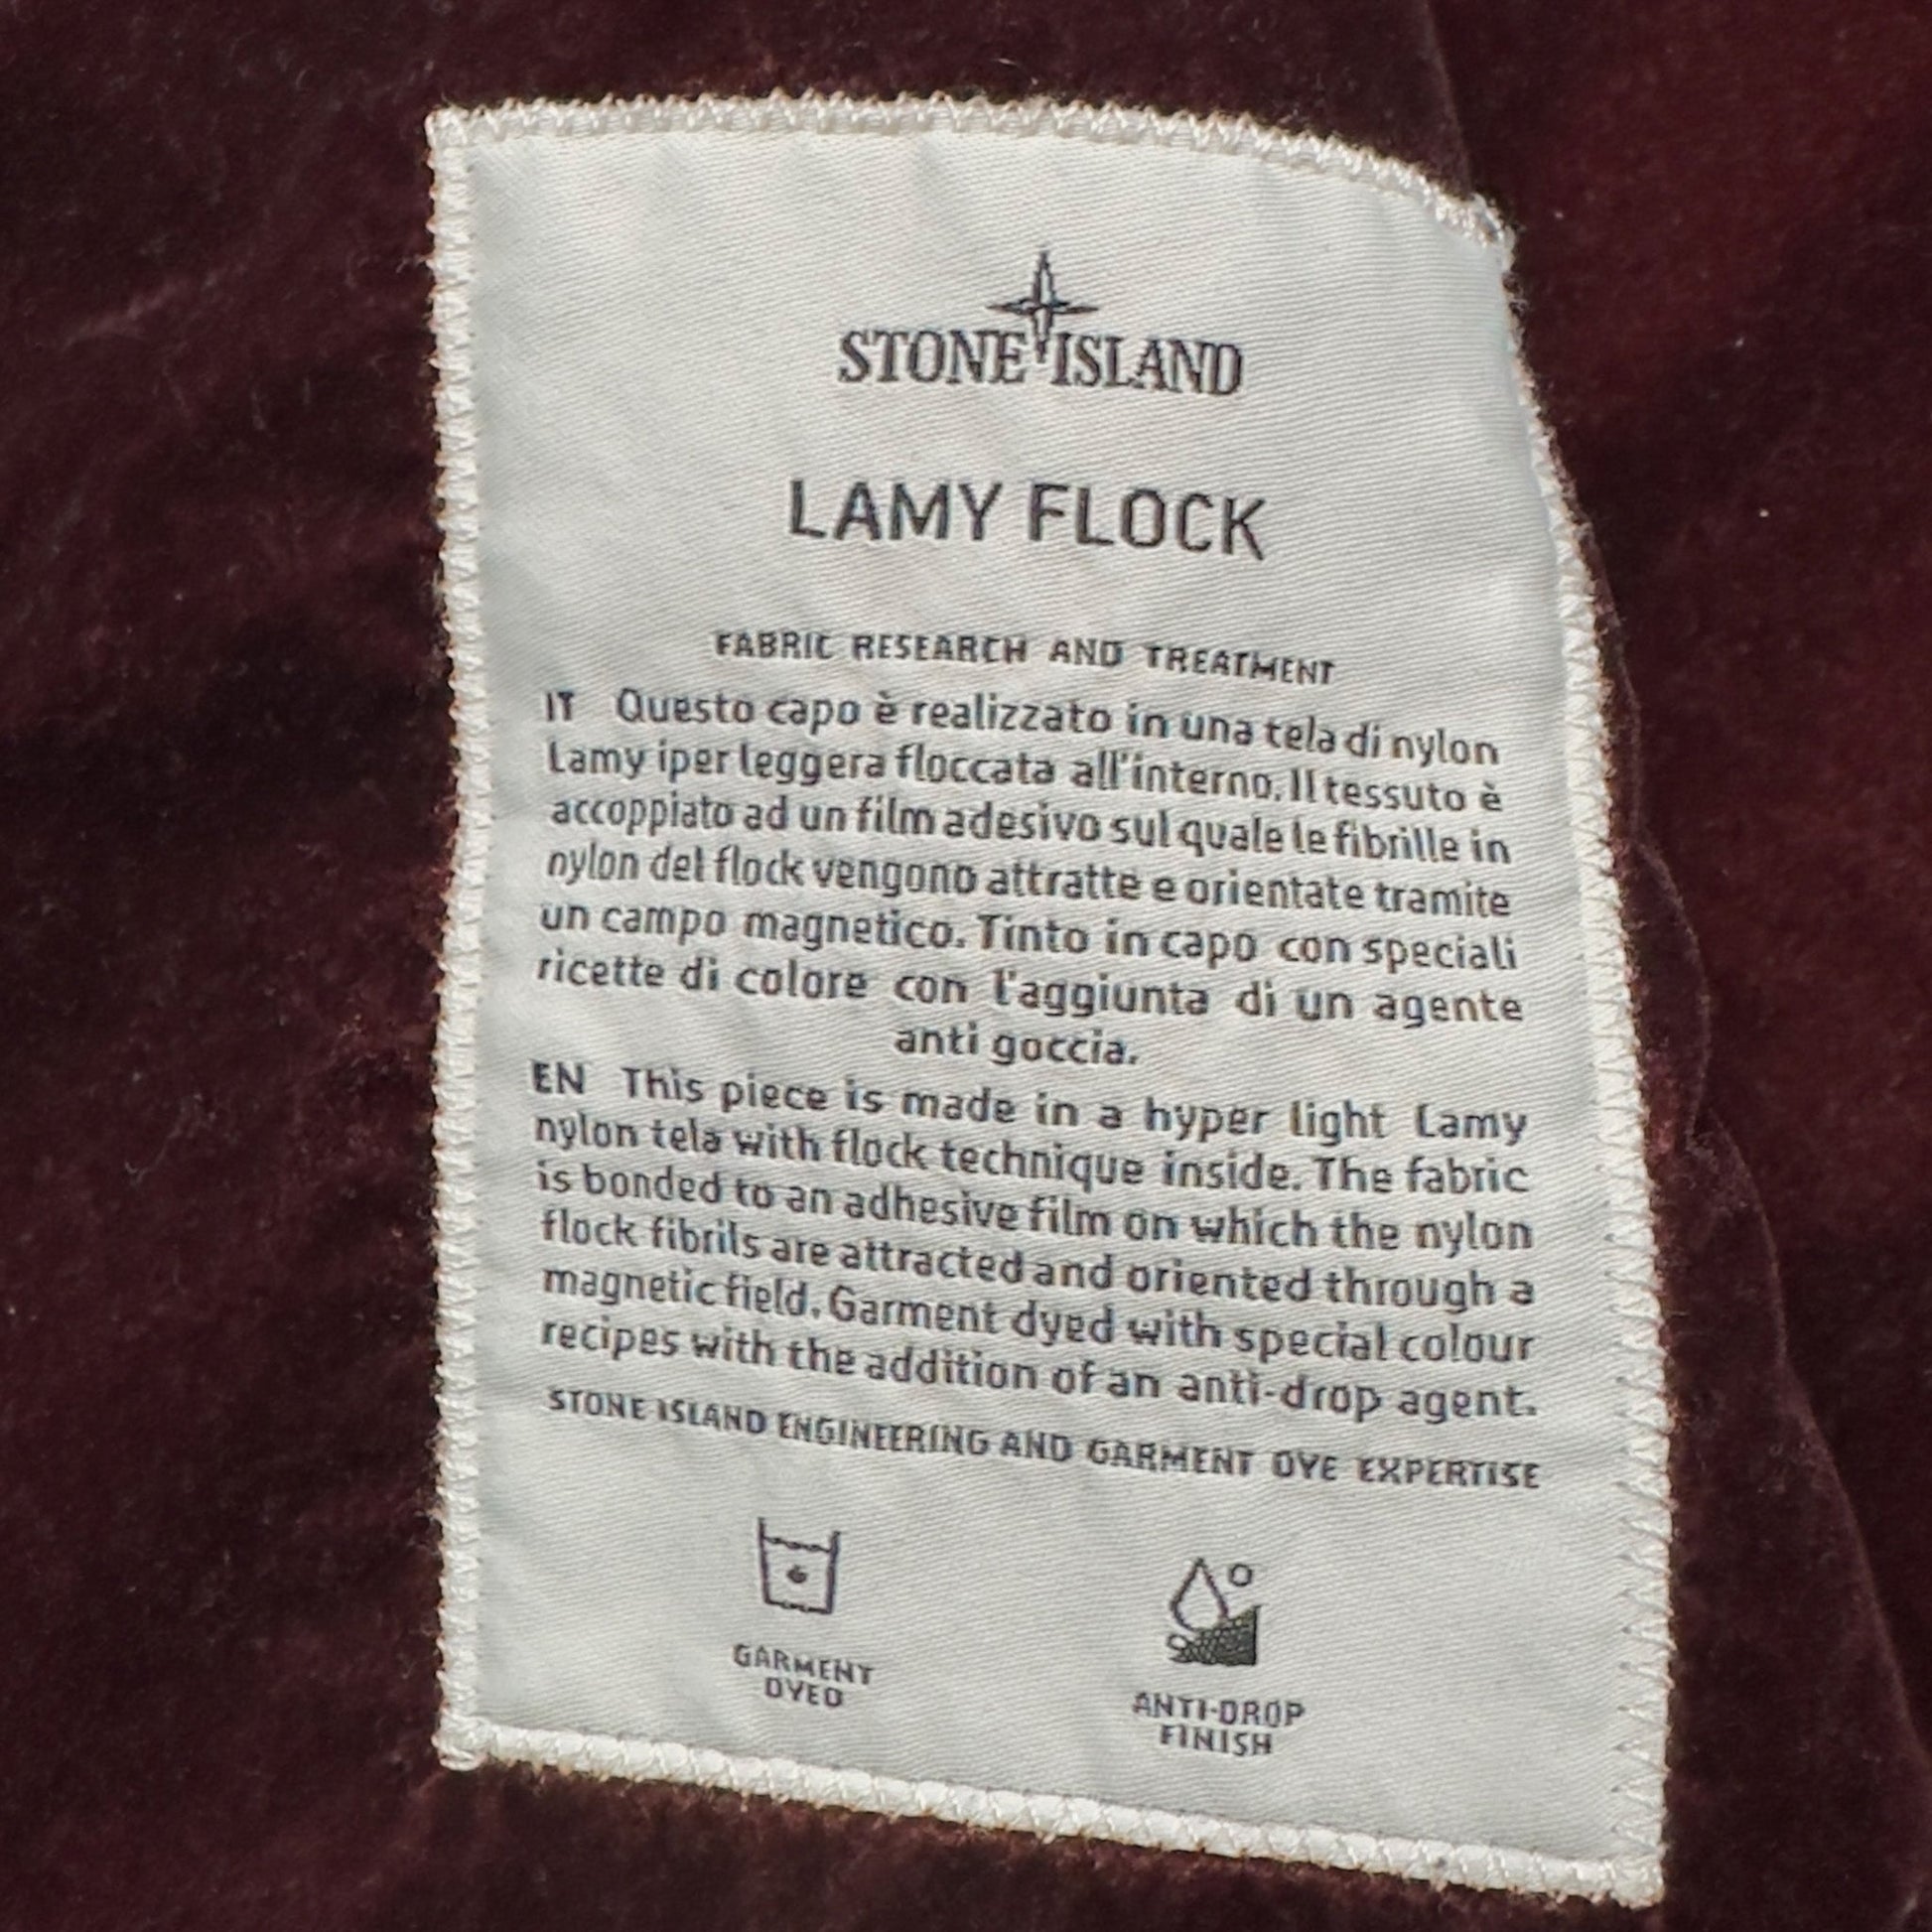 STONE ISLAND
LAMY FLOCK
FABRIC RESEARCH AND TREATMENT
IT Questo capo è realizzato in una tela di nylon
Lamy iper leggera floccata all'interno. Il tessuto è
accoppiato ad un film adesivo sul quale le fibrille in
nylon del flock vengono attratte e orientate tramite
un campo magnetico. Tinto in capo con speciali
ricette di colore con l'aggiunta di un agente
anti goccia.
EN This piece is made in a hyper light Lamy
nylon tela with flock technique inside. The fabric
is bonded to an adhesive film on which the nylon
flock fibrils are attracted and oriented through a
magnetic field. Garment dyed with special colour
recipes with the addition of an anti-drop agent.
STONE ISLAND ENGINEERING AND GARMENT DYE EXPERTISE
GARMENT
DYED
ANTI-DROP
FINISH